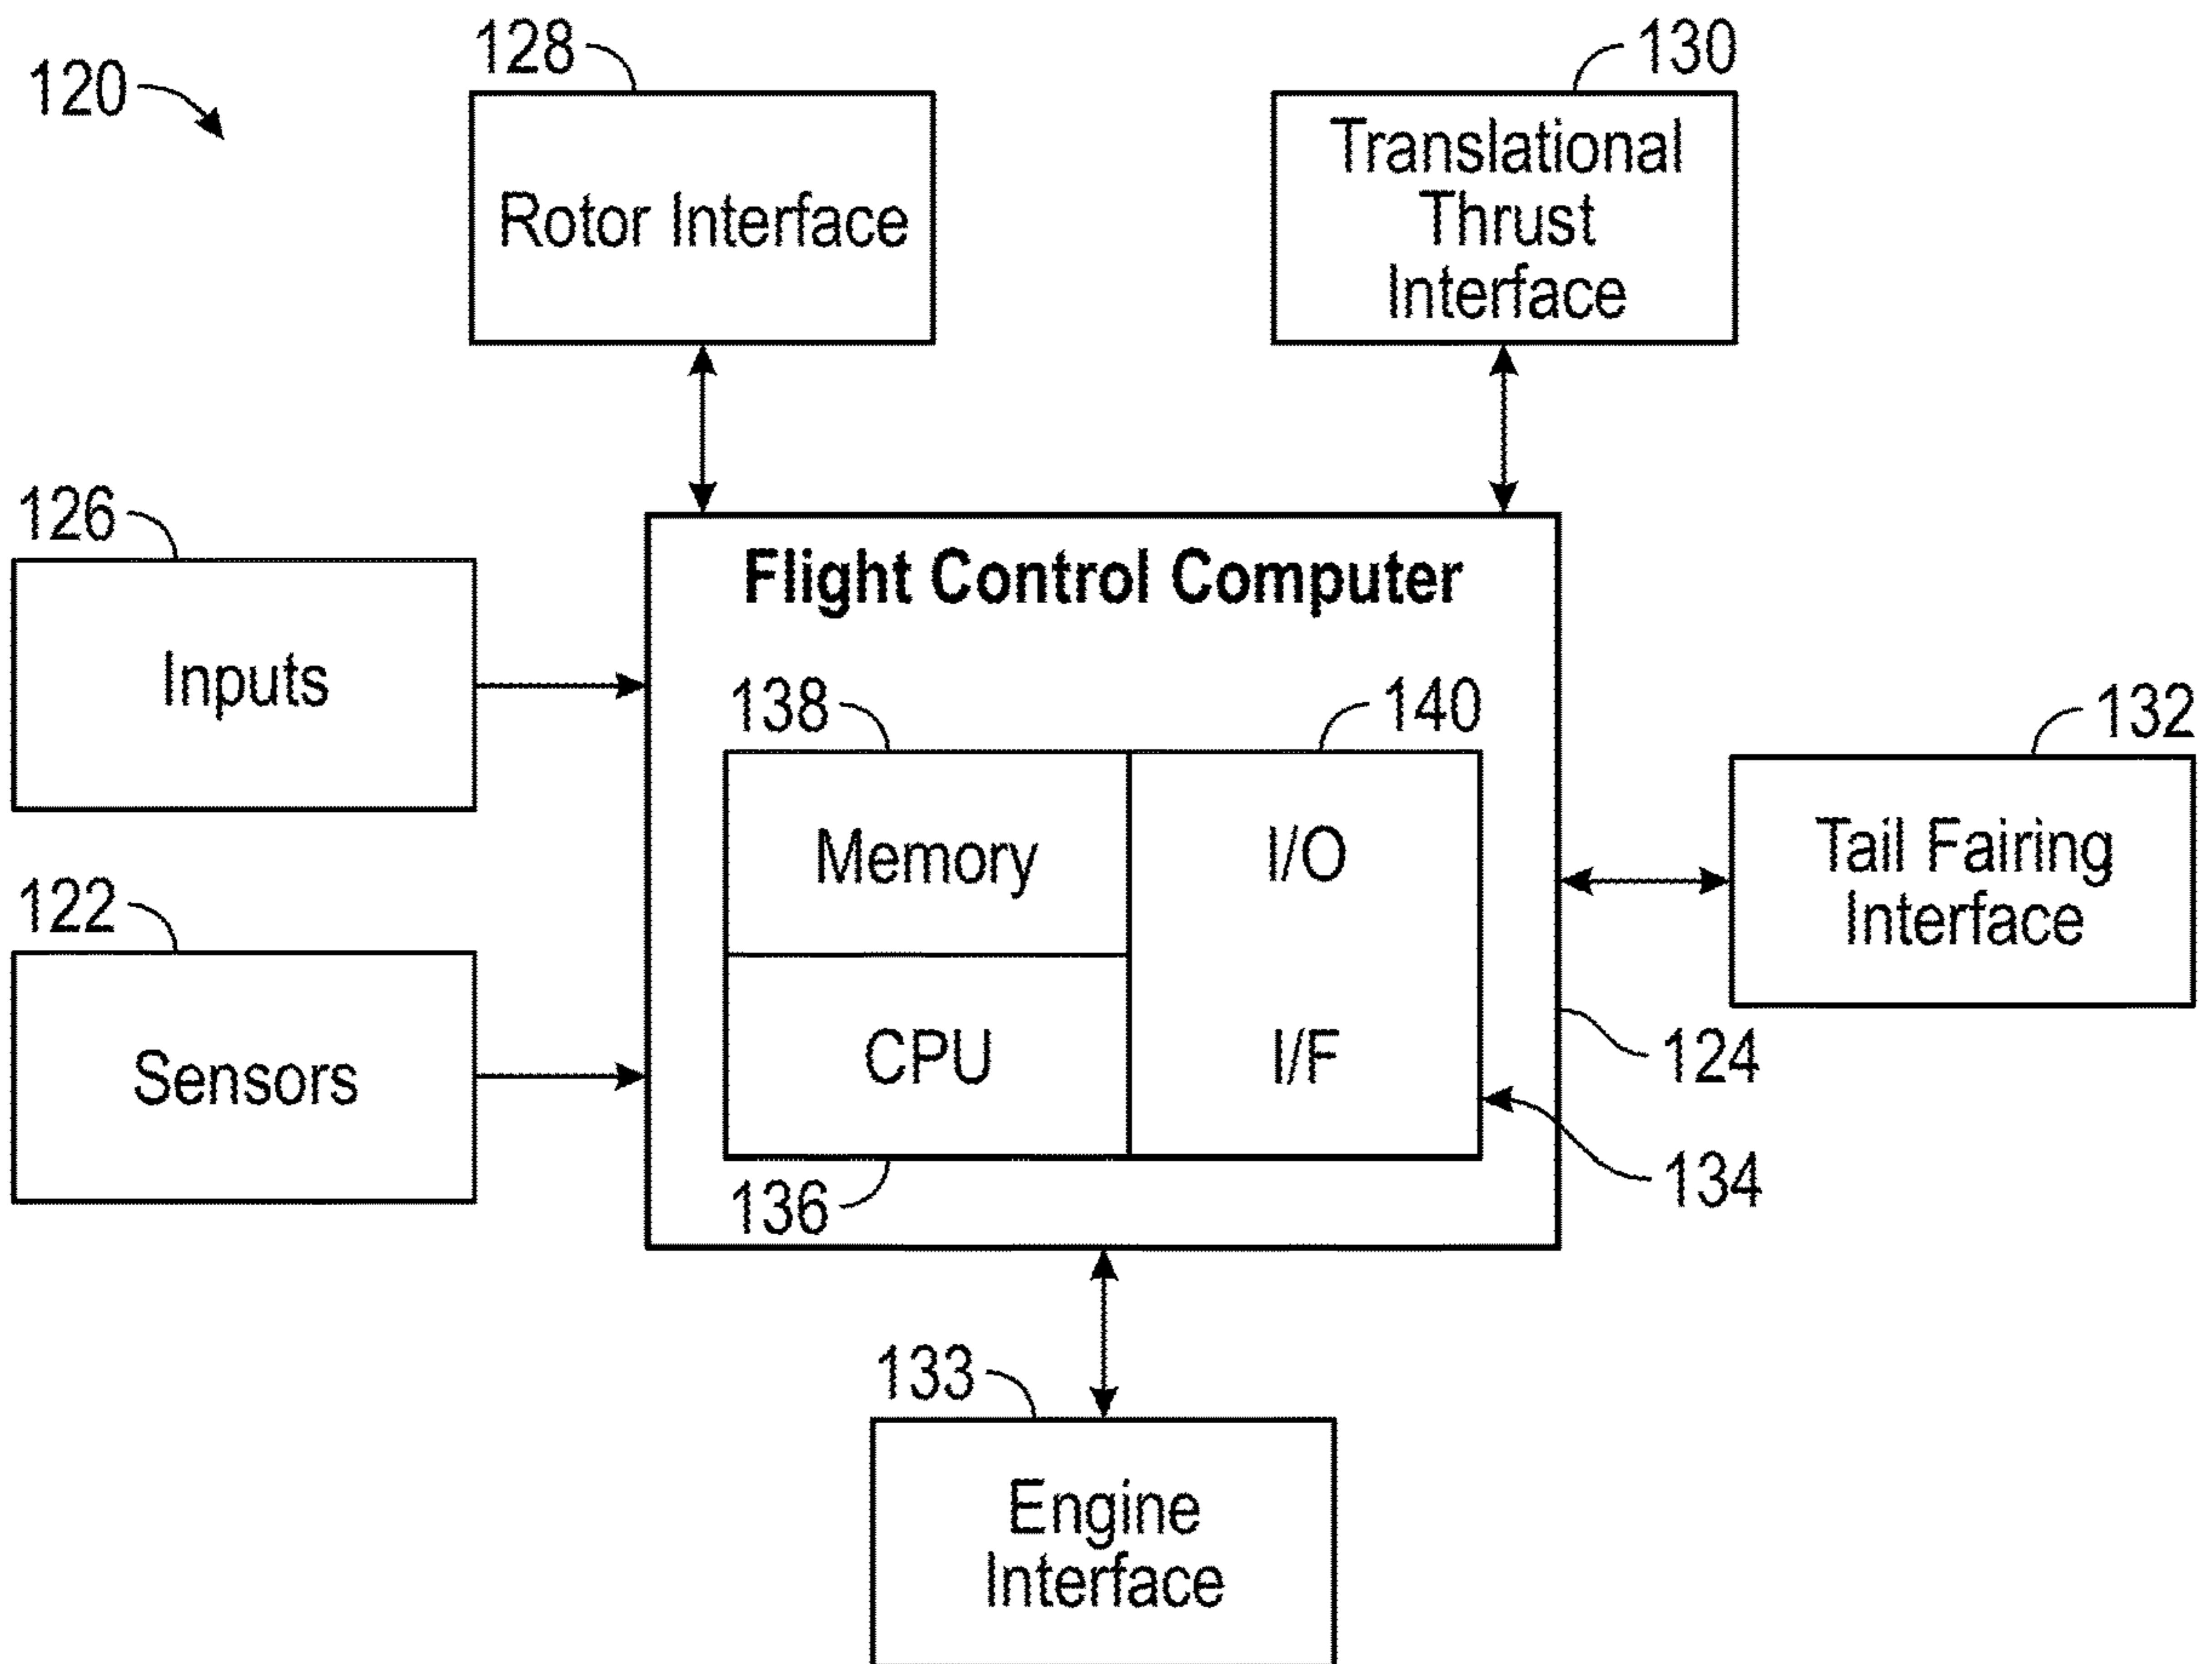 120
128
Rotor Interface
130
Translational
Thrust
Interface
126
Inputs
122
Sensors
Flight Control Computer
138
Memory
140
I/O
I/F
CPU
136
132
Tail Fairing
Interface
124
134
133
Engine
Interface